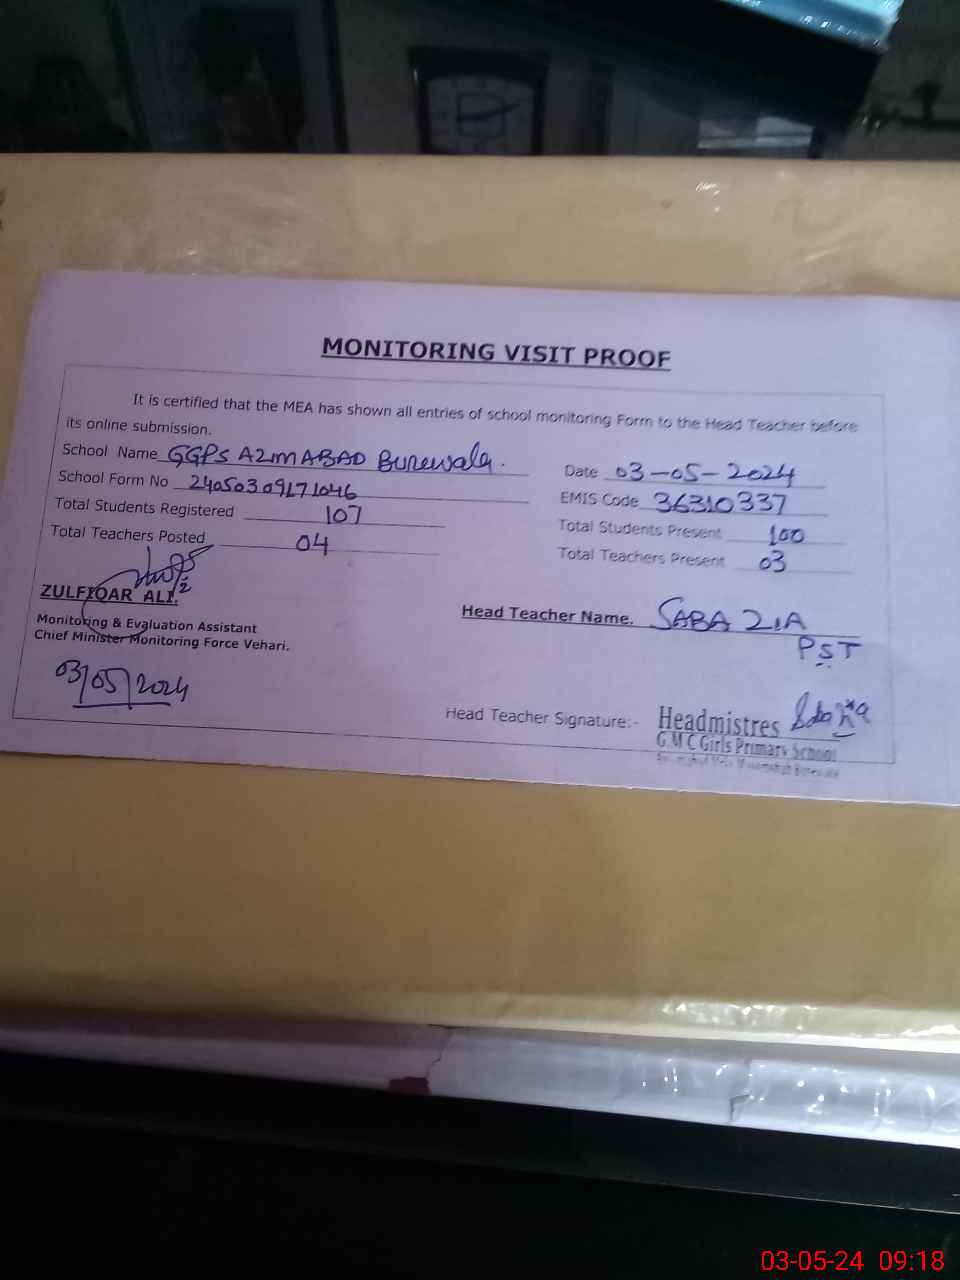 MONITORING VISIT PROOF
It is certified that the MEA has shown all entries of school monitoring Form to the Head Teacher before
its online submission.
School Name GGPS AZIMABAD Burewala.
Date 03-05-2024
School Form No 24050309171046
EMIS Code 36310337
Total Students Registered 107
Total Students Present 100
Total Teachers Posted 04
Total Teachers Present 03
ZULFIQAR ALI.
Monitoring & Evaluation Assistant
Chief Minister Monitoring Force Vehari.
03/05/2024
Head Teacher Name. SABA ZIA
PST
Head Teacher Signature:- Headmistres Saba Zia
G.M.C Girls Primary School
03-05-24 09:18